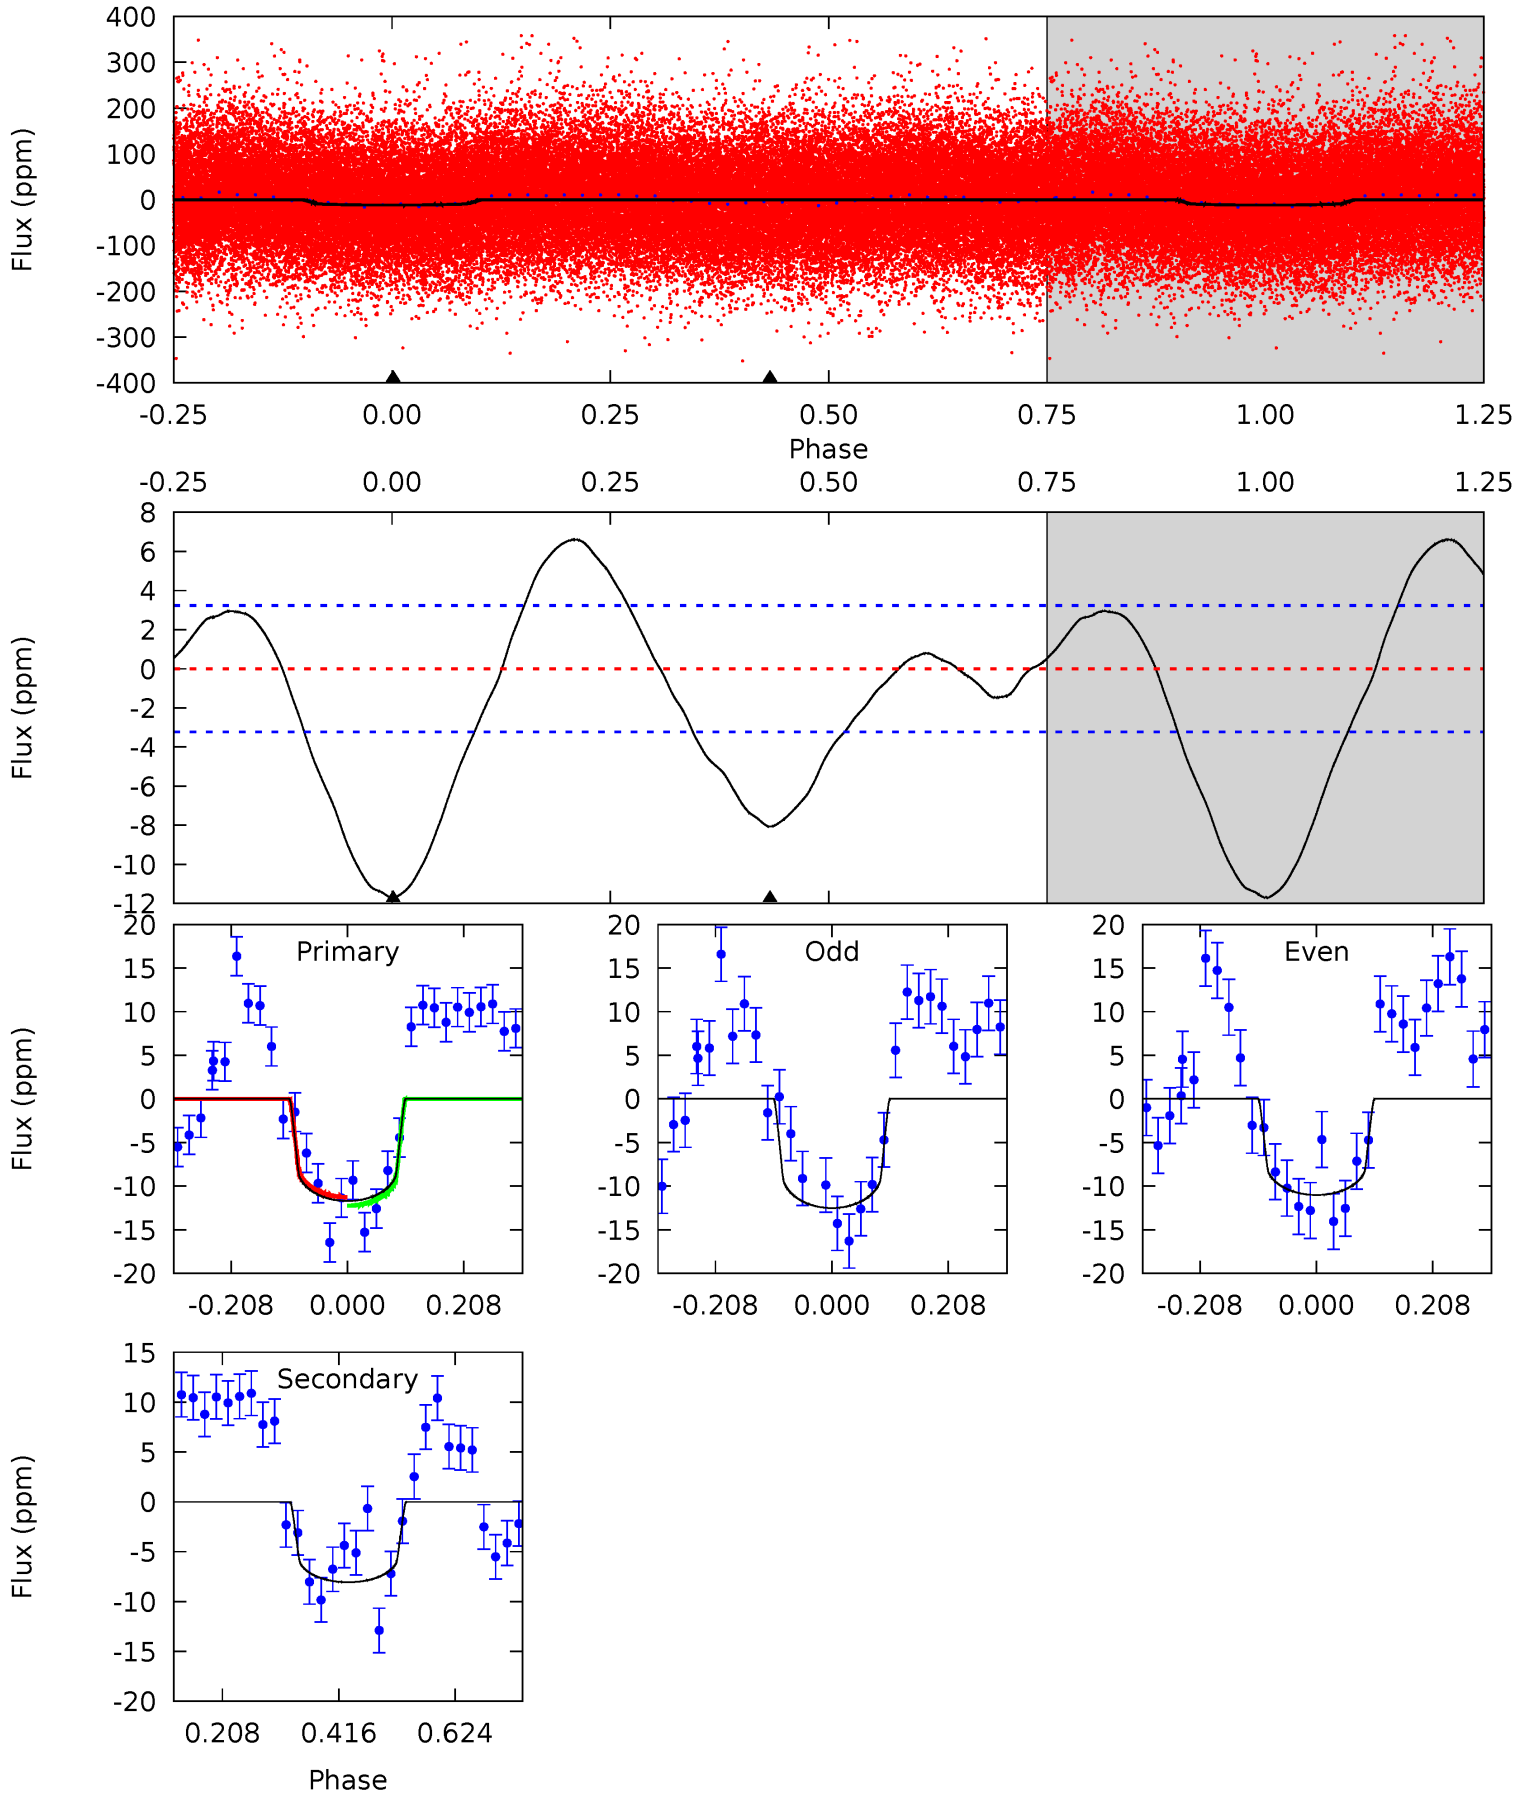 400
300
200
100
0
-100
-200
-300
-400
Flux (ppm)
-0.25 0.00 0.25 0.50 0.75 1.00 1.25
Phase
-0.25 0.00 0.25 0.50 0.75 1.00 1.25
8
6
4
2
0
-2
-4
-6
-8
-10
-12
Flux (ppm)
Primary Odd Even
20 20 20
15 15 15
10 10 10
5 5 5
0 0 0
-5 -5 -5
-10 -10 -10
-15 -15 -15
-20 -20 -20
Flux (ppm)
-0.208 0.000 0.208 -0.208 0.000 0.208 -0.208 0.000 0.208
Secondary
15
10
5
0
-5
-10
-15
-20
Flux (ppm)
0.208 0.416 0.624
Phase